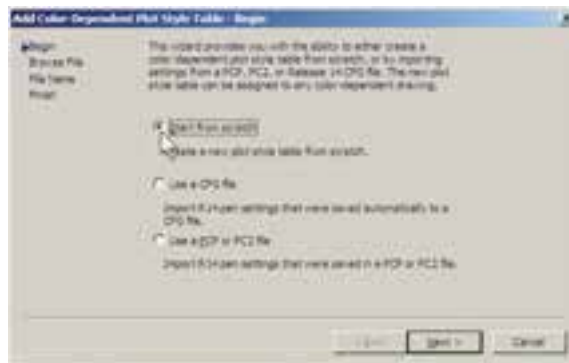 Add Color-Dependent Plot Style Table - Begin
Begin
Browse File
File Name
Finish
This wizard provides you with the ability to either create a
color-dependent plot style table from scratch, or by importing
settings from a PCP, PC2, or Release 14 CFG file. The new plot
style table can be assigned to any color-dependent drawing.
Start from scratch
Create a new plot style table from scratch.
Use a CFG file
Import R14 pen settings that were saved automatically to a
CFG file.
Use a PCP or PC2 file
Import R14 pen settings that were saved in a PCP or PC2 file.
< Back
Next >
Cancel